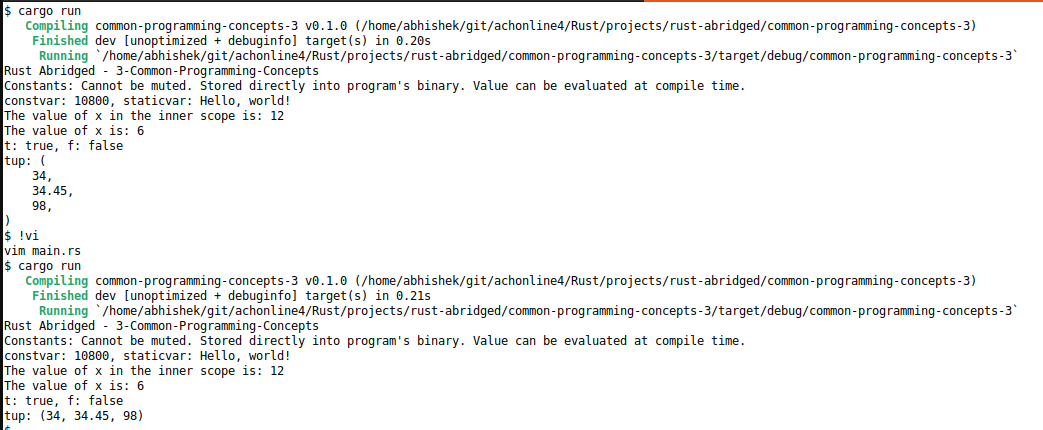 $ cargo run
   Compiling common-programming-concepts-3 v0.1.0 (/home/abhishek/git/achonline4/Rust/projects/rust-abridged/common-programming-concepts-3)
    Finished dev [unoptimized + debuginfo] target(s) in 0.20s
     Running `/home/abhishek/git/achonline4/Rust/projects/rust-abridged/common-programming-concepts-3/target/debug/common-programming-concepts-3`
Rust Abridged - 3-Common-Programming-Concepts
Constants: Cannot be muted. Stored directly into program's binary. Value can be evaluated at compile time.
constvar: 10800, staticvar: Hello, world!
The value of x in the inner scope is: 12
The value of x is: 6
t: true, f: false
tup: (
    34,
    34.45,
    98,
)
$ !vi
vim main.rs
$ cargo run
   Compiling common-programming-concepts-3 v0.1.0 (/home/abhishek/git/achonline4/Rust/projects/rust-abridged/common-programming-concepts-3)
    Finished dev [unoptimized + debuginfo] target(s) in 0.21s
     Running `/home/abhishek/git/achonline4/Rust/projects/rust-abridged/common-programming-concepts-3/target/debug/common-programming-concepts-3`
Rust Abridged - 3-Common-Programming-Concepts
Constants: Cannot be muted. Stored directly into program's binary. Value can be evaluated at compile time.
constvar: 10800, staticvar: Hello, world!
The value of x in the inner scope is: 12
The value of x is: 6
t: true, f: false
tup: (34, 34.45, 98)
$